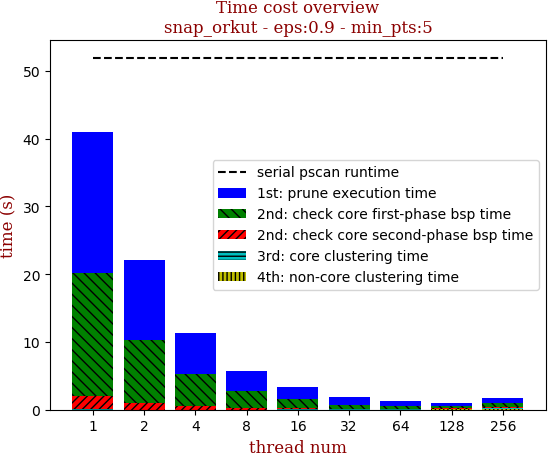 Time cost overview
snap_orkut - eps:0.9 - min_pts:5
time (s)
50
40
30
20
10
0
serial pscan runtime
1st: prune execution time
2nd: check core first-phase bsp time
2nd: check core second-phase bsp time
3rd: core clustering time
4th: non-core clustering time
1 2 4 8 16 32 64 128 256
thread num